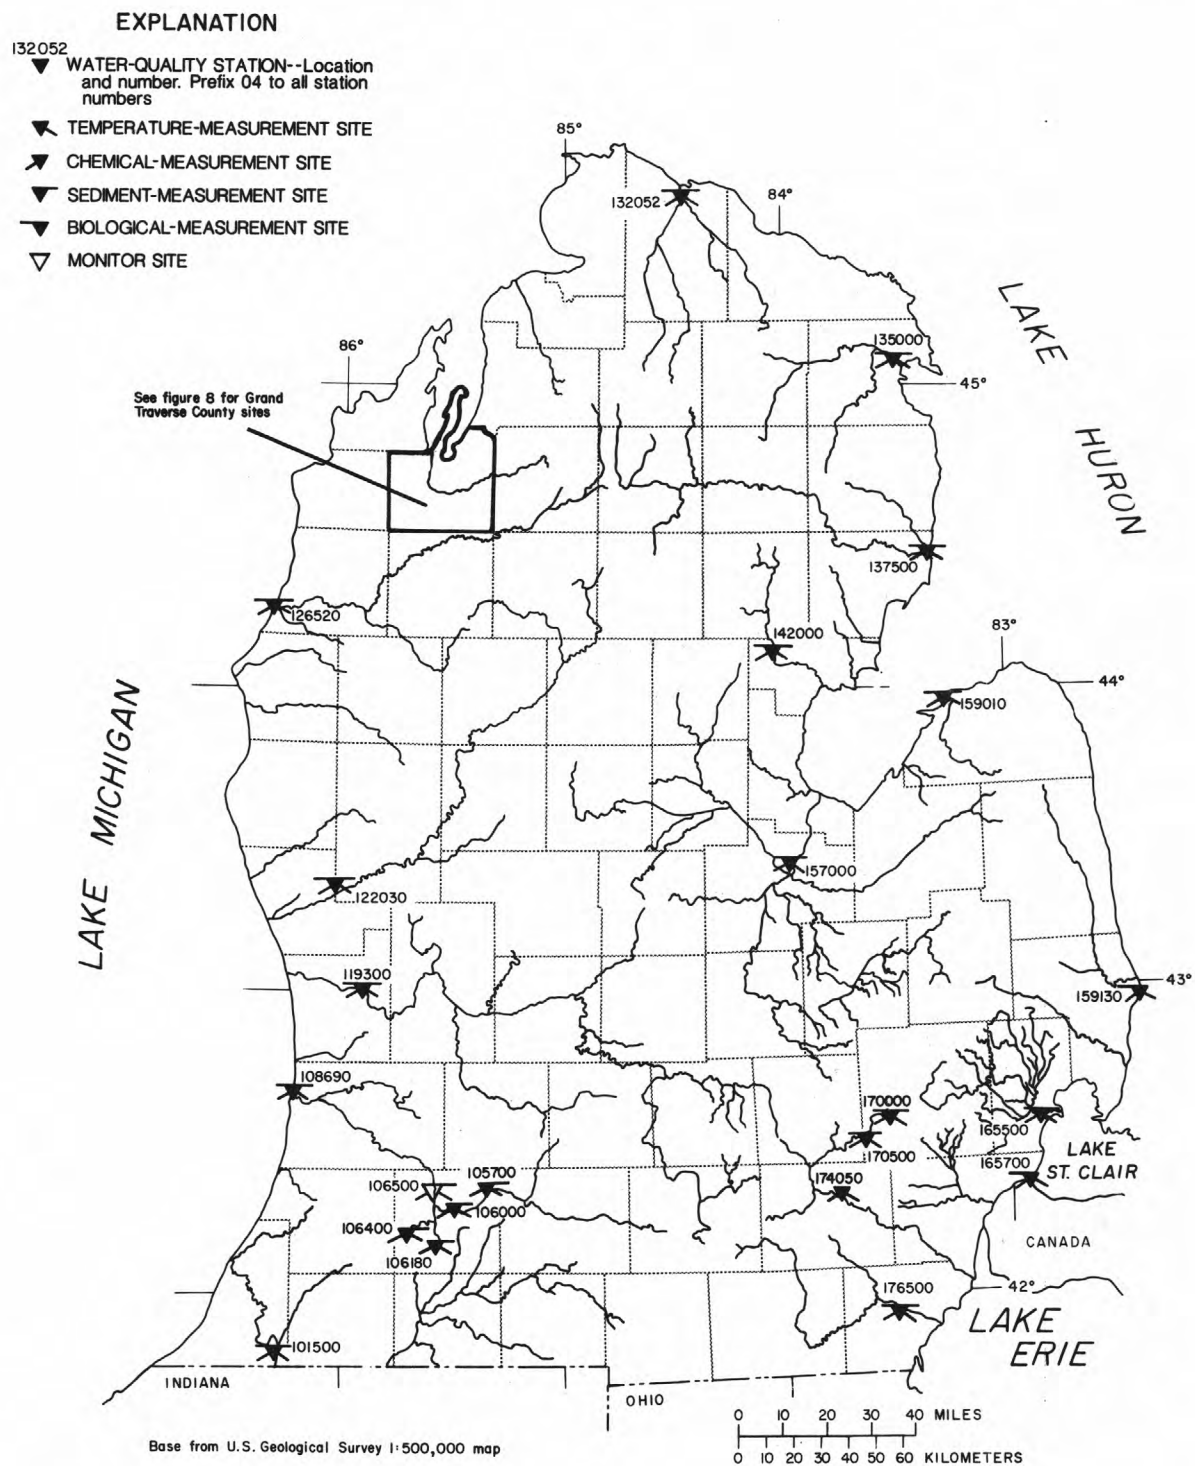 EXPLANATION
132052
WATER-QUALITY STATION--Location
and number. Prefix 04 to all station
numbers
TEMPERATURE-MEASUREMENT SITE
CHEMICAL-MEASUREMENT SITE
SEDIMENT-MEASUREMENT SITE
BIOLOGICAL-MEASUREMENT SITE
MONITOR SITE
85°
84°
132052
LAKE
HURON
86°
135000
45°
See figure 8 for Grand
Traverse County sites
137500
126520
142000
83°
44°
159010
LAKE MICHIGAN
157000
122030
119300
43°
159130
108690
170000
165500
170500
LAKE
ST. CLAIR
165700
105700
106500
174050
106000
106400
106180
CANADA
42°
176500
LAKE
ERIE
101500
INDIANA
OHIO
0 10 20 30 40 MILES
0 10 20 30 40 50 60 KILOMETERS
Base from U.S. Geological Survey 1:500,000 map